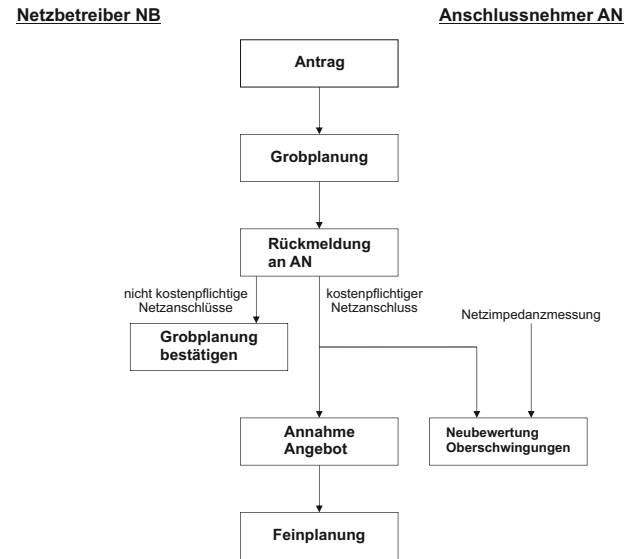 Netzbetreiber NB
Anschlussnehmer AN
Antrag
Grobplanung
Rückmeldung
an AN
nicht kostenpflichtige
Netzanschlüsse
kostenpflichtiger
Netzanschluss
Netzimpedanzmessung
Grobplanung
bestätigen
Annahme
Angebot
Neubewertung
Oberschwingungen
Feinplanung